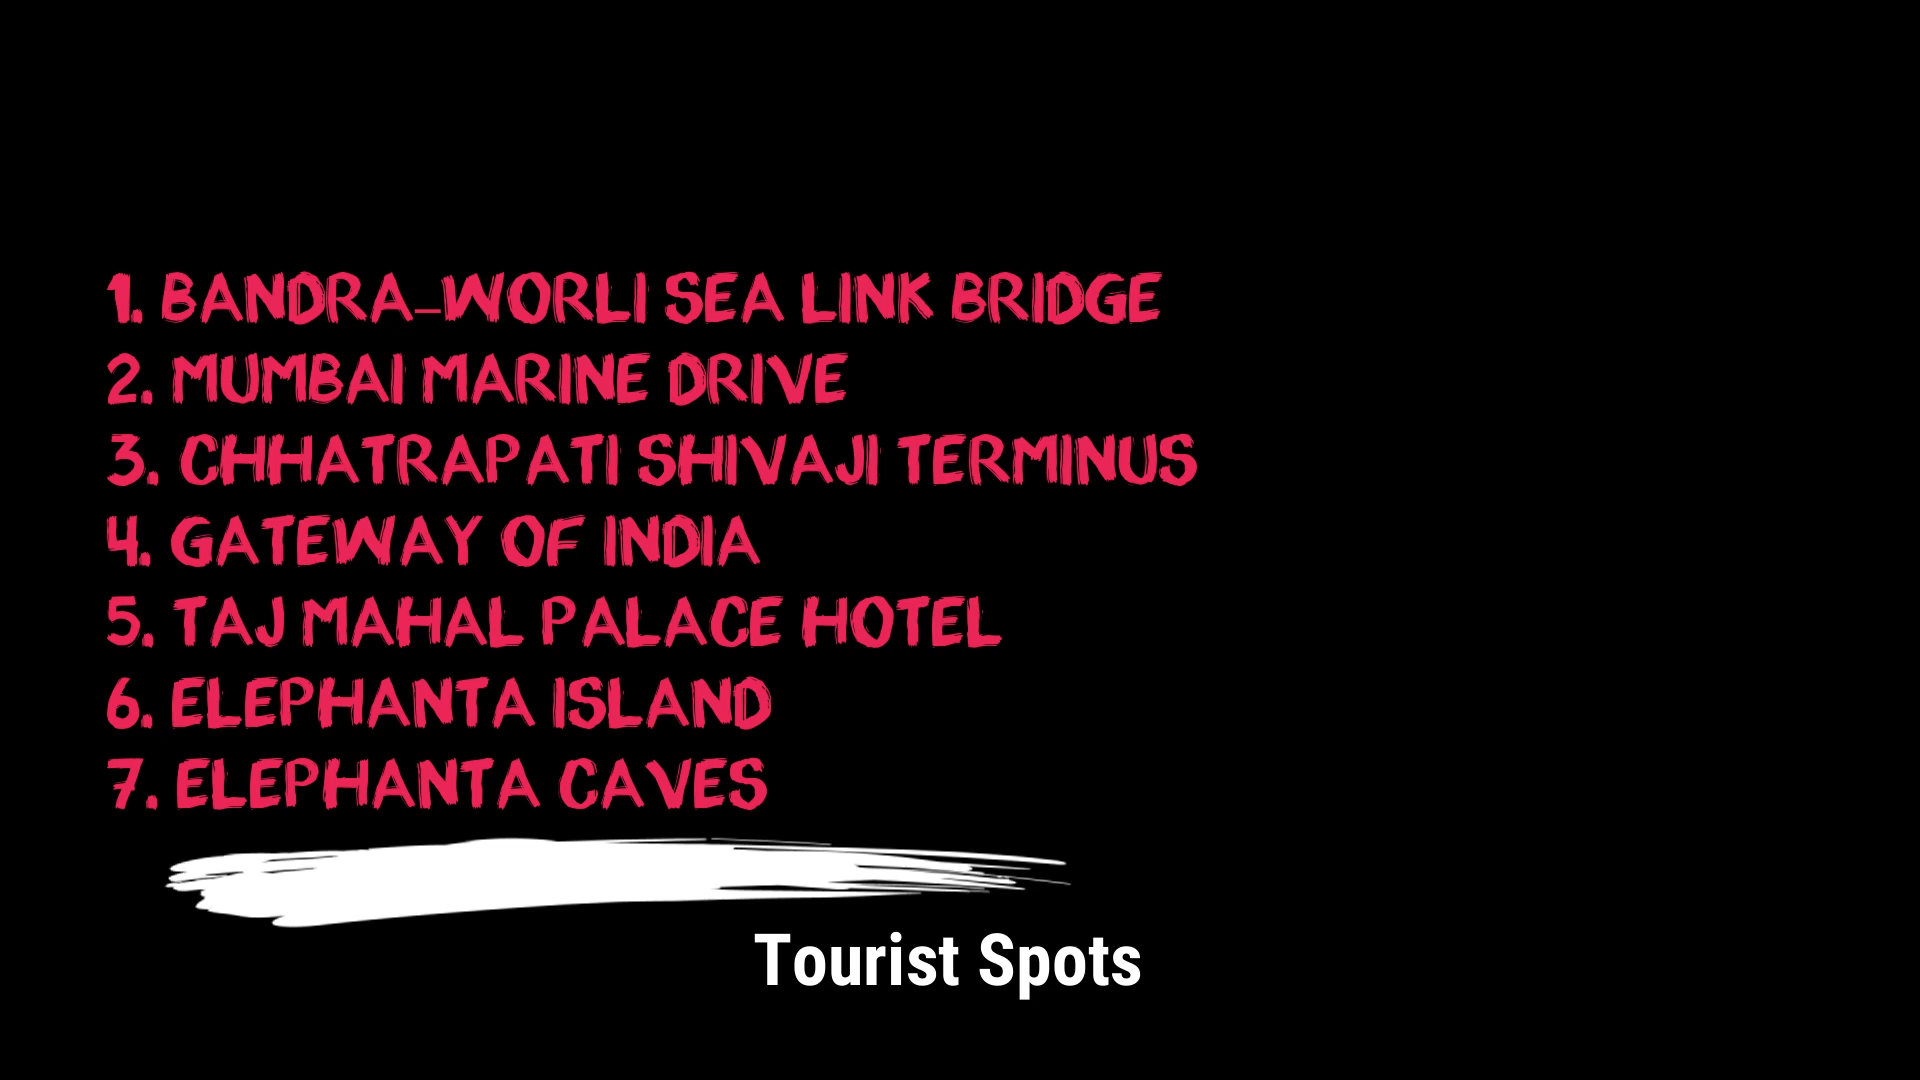 1. BANDRA-WORLI SEA LINK BRIDGE
2. MUMBAI MARINE DRIVE
3. CHHATRAPATI SHIVAJI TERMINUS
4. GATEWAY OF INDIA
5. TAJ MAHAL PALACE HOTEL
6. ELEPHANTA ISLAND
7. ELEPHANTA CAVES
Tourist Spots